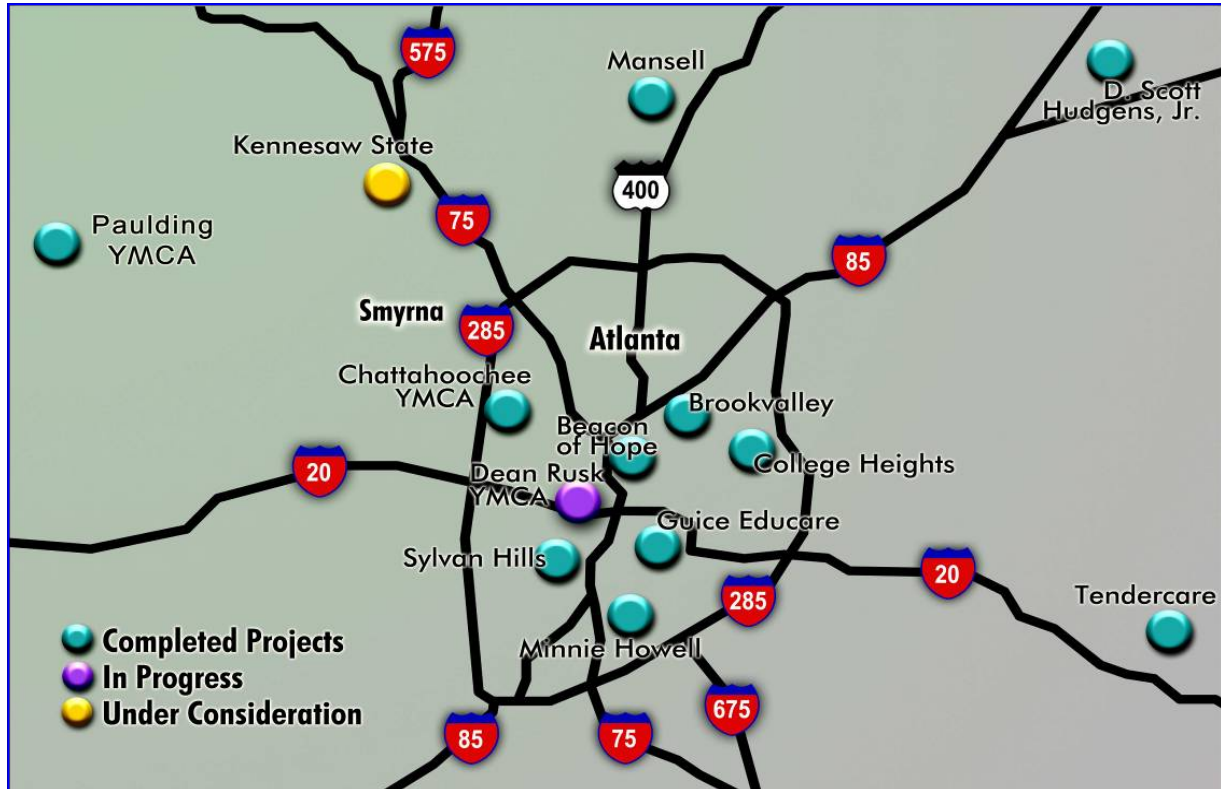 575
Mansell
D. Scott
Hudgens, Jr.
Kennesaw State
400
75
Paulding
YMCA
85
Smyrna
285
Atlanta
Chattahoochee
YMCA
Brookvalley
Beacon
of Hope
College Heights
20
Dean Rusk
YMCA
Guice Educare
Sylvan Hills
20
285
Tendercare
Minnie Howell
Completed Projects
In Progress
Under Consideration
675
85
75